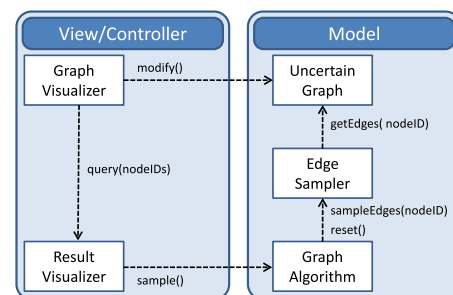 View/Controller
Model
Graph
Visualizer
modify()
Uncertain
Graph
getEdges( nodeID)
query(nodeIDs)
Edge
Sampler
sampleEdges(nodeID)
reset()
Result
Visualizer
sample()
Graph
Algorithm